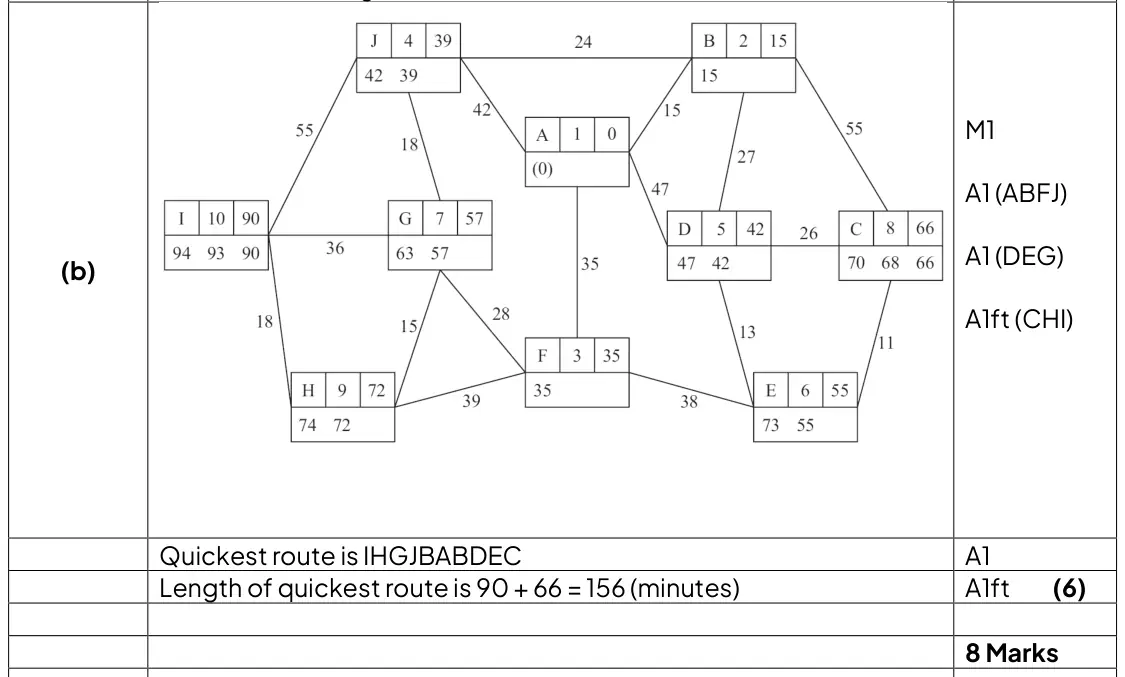 J 4 39
42 39
24
B 2 15
15
M1
55
42
A 1 0
(0)
15
55
18
27
A1 (ABFJ)
47
I 10 90
94 93 90
G 7 57
63 57
D 5 42
47 42
26
C 8 66
70 68 66
36
A1 (DEG)
(b)
35
18
15
28
13
11
A1ft (CHI)
F 3 35
35
H 9 72
74 72
39
38
E 6 55
73 55
Quickest route is IHGJBABDEC A1
Length of quickest route is 90 + 66 = 156 (minutes) A1ft (6)
8 Marks